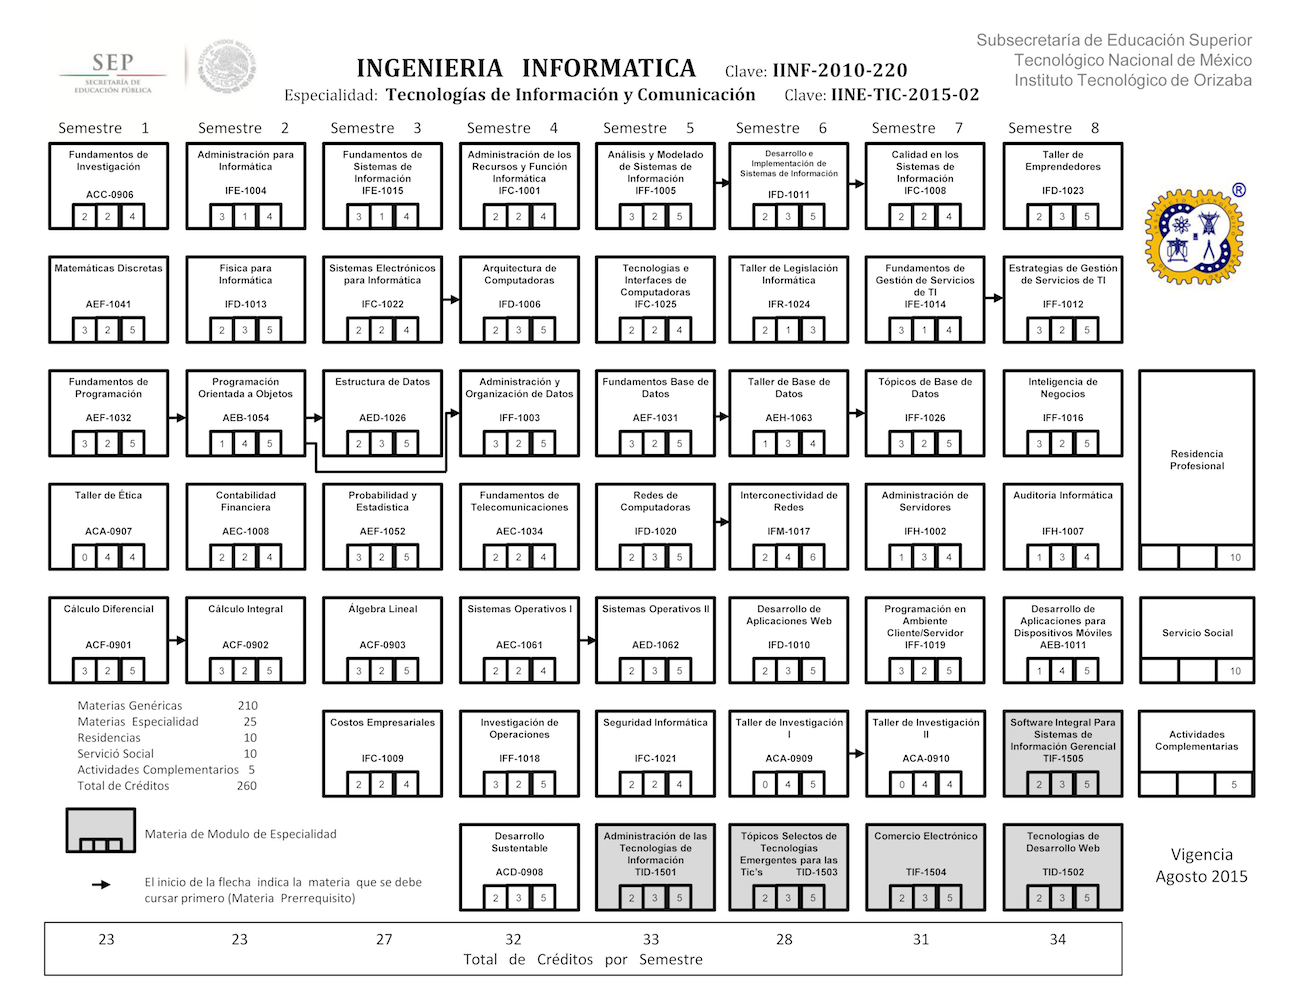 SEP
SECRETARÍA DE
EDUCACIÓN PÚBLICA
Subsecretaría de Educación Superior
Tecnológico Nacional de México
Instituto Tecnológico de Orizaba
INGENIERIA INFORMATICA Clave: IINF-2010-220
Especialidad: Tecnologías de Información y Comunicación Clave: IINE-TIC-2015-02
Semestre 1 Semestre 2 Semestre 3 Semestre 4 Semestre 5 Semestre 6 Semestre 7 Semestre 8
Fundamentos de
Investigación
ACC-0906
2 2 4
Administración para
Informática
IFE-1004
3 1 4
Fundamentos de
Sistemas de
Información
IFE-1015
3 1 4
Administración de los
Recursos y Función
Informática
IFC-1001
2 2 4
Análisis y Modelado
de Sistemas de
Información
IFF-1005
3 2 5
Desarrollo e
Implementación de
Sistemas de Información
IFD-1011
2 3 5
Calidad en los
Sistemas de
Información
IFC-1008
2 2 4
Taller de
Emprendedores
IFD-1023
2 3 5
®
Matemáticas Discretas
AEF-1041
3 2 5
Física para
Informática
IFD-1013
2 3 5
Sistemas Electrónicos
para Informática
IFC-1022
2 2 4
Arquitectura de
Computadoras
IFD-1006
2 3 5
Tecnologías e
Interfaces de
Computadoras
IFC-1025
2 2 4
Taller de Legislación
Informática
IFR-1024
2 1 3
Fundamentos de
Gestión de Servicios
de TI
IFE-1014
3 1 4
Estrategias de Gestión
de Servicios de TI
IFF-1012
3 2 5
Fundamentos de
Programación
AEF-1032
3 2 5
Programación
Orientada a Objetos
AEB-1054
1 4 5
Estructura de Datos
AED-1026
2 3 5
Administración y
Organización de Datos
IFF-1003
3 2 5
Fundamentos Base de
Datos
AEF-1031
3 2 5
Taller de Base de
Datos
AEH-1063
1 3 4
Tópicos de Base de
Datos
IFF-1026
3 2 5
Inteligencia de
Negocios
IFF-1016
3 2 5
Residencia
Profesional
10
Taller de Ética
ACA-0907
0 4 4
Contabilidad
Financiera
AEC-1008
2 2 4
Probabilidad y
Estadística
AEF-1052
3 2 5
Fundamentos de
Telecomunicaciones
AEC-1034
2 2 4
Redes de
Computadoras
IFD-1020
2 3 5
Interconectividad de
Redes
IFM-1017
2 4 6
Administración de
Servidores
IFH-1002
1 3 4
Auditoria Informática
IFH-1007
1 3 4
Cálculo Diferencial
ACF-0901
3 2 5
Cálculo Integral
ACF-0902
3 2 5
Álgebra Lineal
ACF-0903
3 2 5
Sistemas Operativos I
AEC-1061
2 2 4
Sistemas Operativos II
AED-1062
2 3 5
Desarrollo de
Aplicaciones Web
IFD-1010
2 3 5
Programación en
Ambiente
Cliente/Servidor
IFF-1019
3 2 5
Desarrollo de
Aplicaciones para
Dispositivos Móviles
AEB-1011
1 4 5
Servicio Social
10
Materias Genéricas 210
Materias Especialidad 25
Residencias 10
Servició Social 10
Actividades Complementarios 5
Total de Créditos 260
Costos Empresariales
IFC-1009
2 2 4
Investigación de
Operaciones
IFF-1018
3 2 5
Seguridad Informática
IFC-1021
2 2 4
Taller de Investigación
I
ACA-0909
0 4 5
Taller de Investigación
II
ACA-0910
0 4 4
Software Integral Para
Sistemas de
Información Gerencial
TIF-1505
2 3 5
Actividades
Complementarias
5
Materia de Modulo de Especialidad
El inicio de la flecha indica la materia que se debe
cursar primero (Materia Prerrequisito)
Desarrollo
Sustentable
ACD-0908
2 3 5
Administración de las
Tecnologías de
Información
TID-1501
2 3 5
Tópicos Selectos de
Tecnologías
Emergentes para las
Tic's TID-1503
2 3 5
Comercio Electrónico
TIF-1504
2 3 5
Tecnologías de
Desarrollo Web
TID-1502
2 3 5
Vigencia
Agosto 2015
23 23 27 32 33 28 31 34
Total de Créditos por Semestre